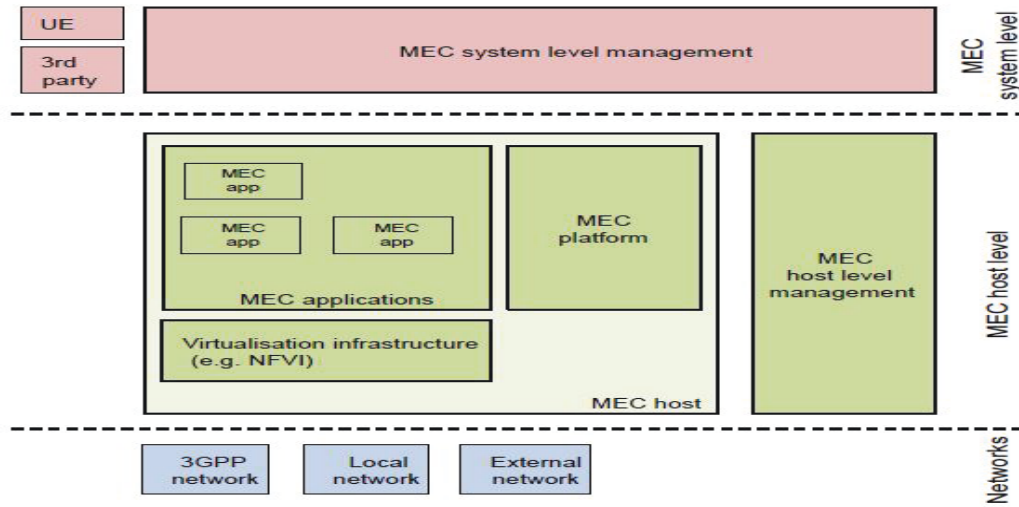 UE
3rd
party
MEC system level management
MEC
system level
MEC
app
MEC
app
MEC
app
MEC applications
MEC
platform
Virtualisation infrastructure
(e.g. NFVI)
MEC host
MEC
host level
management
MEC host level
3GPP
network
Local
network
External
network
Networks